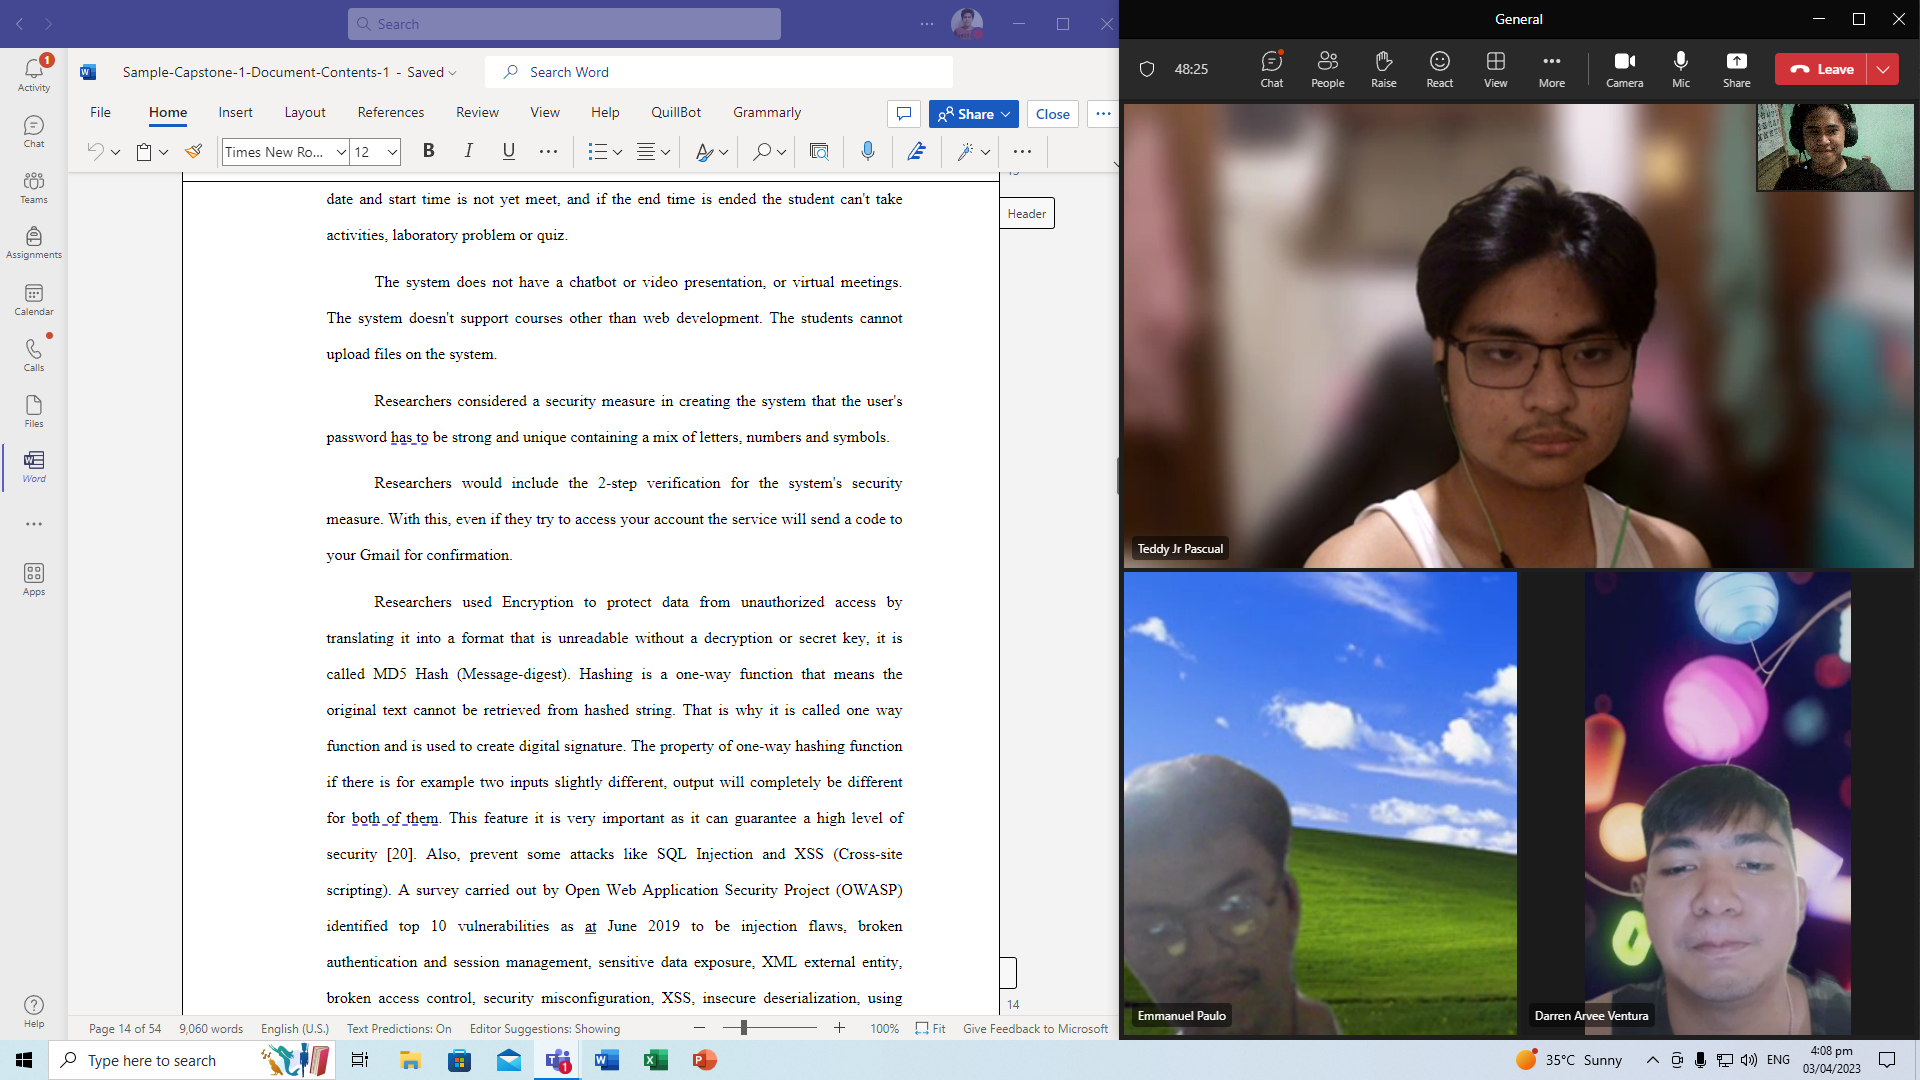 Search
Activity
1
Chat
Teams
Assignments
Calendar
Calls
Files
Word
Apps
Help
Sample-Capstone-1-Document-Contents-1 - Saved
Search Word
File Home Insert Layout References Review View Help QuillBot Grammarly
Share Close
Times New Ro... 12 B I U
date and start time is not yet meet, and if the end time is ended the student can't take
activities, laboratory problem or quiz.
The system does not have a chatbot or video presentation, or virtual meetings.
The system doesn't support courses other than web development. The students cannot
upload files on the system.
Researchers considered a security measure in creating the system that the user's
password has to be strong and unique containing a mix of letters, numbers and symbols.
Researchers would include the 2-step verification for the system's security
measure. With this, even if they try to access your account the service will send a code to
your Gmail for confirmation.
Researchers used Encryption to protect data from unauthorized access by
translating it into a format that is unreadable without a decryption or secret key, it is
called MD5 Hash (Message-digest). Hashing is a one-way function that means the
original text cannot be retrieved from hashed string. That is why it is called one way
function and is used to create digital signature. The property of one-way hashing function
if there is for example two inputs slightly different, output will completely be different
for both of them. This feature it is very important as it can guarantee a high level of
security [20]. Also, prevent some attacks like SQL Injection and XSS (Cross-site
scripting). A survey carried out by Open Web Application Security Project (OWASP)
identified top 10 vulnerabilities as at June 2019 to be injection flaws, broken
authentication and session management, sensitive data exposure, XML external entity,
broken access control, security misconfiguration, XSS, insecure deserialization, using
Header
14
Page 14 of 54 9,060 words English (U.S.) Text Predictions: On Editor Suggestions: Showing 100% Fit Give Feedback to Microsoft
General
48:25
Chat People Raise React View More Camera Mic Share Leave
Teddy Jr Pascual
Emmanuel Paulo
Darren Arvee Ventura
Type here to search
1
35°C Sunny
ENG
4:08 pm
03/04/2023